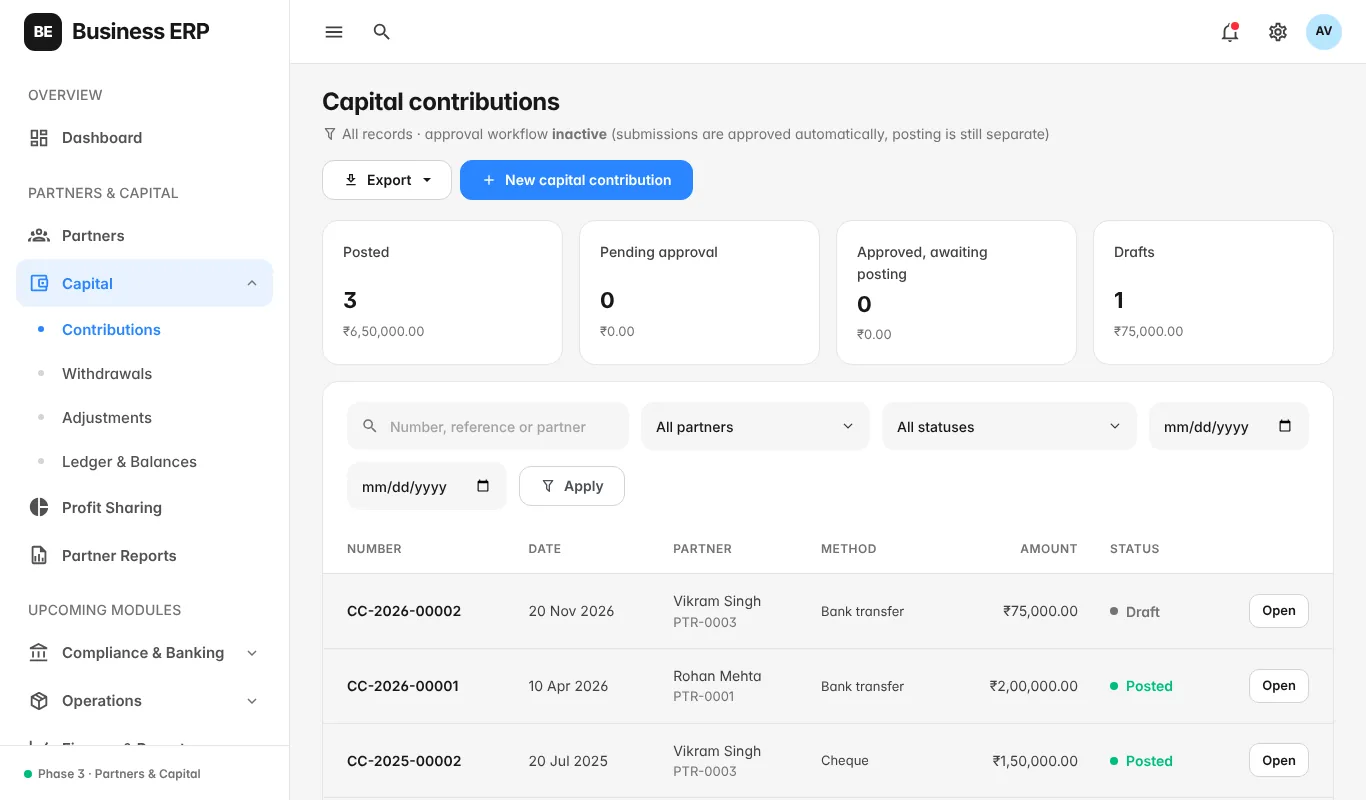 BE Business ERP
AV
OVERVIEW
Dashboard
PARTNERS & CAPITAL
Partners
Capital
Contributions
Withdrawals
Adjustments
Ledger & Balances
Profit Sharing
Partner Reports
UPCOMING MODULES
Compliance & Banking
Operations
Phase 3 · Partners & Capital
Capital contributions
All records · approval workflow inactive (submissions are approved automatically, posting is still separate)
Export
+ New capital contribution
Posted
3
₹6,50,000.00
Pending approval
0
₹0.00
Approved, awaiting
posting
0
₹0.00
Drafts
1
₹75,000.00
Number, reference or partner
All partners
All statuses
mm/dd/yyyy
mm/dd/yyyy
Apply
NUMBER DATE PARTNER METHOD AMOUNT STATUS
CC-2026-00002 20 Nov 2026 Vikram Singh Bank transfer ₹75,000.00 Draft Open
PTR-0003
CC-2026-00001 10 Apr 2026 Rohan Mehta Bank transfer ₹2,00,000.00 Posted Open
PTR-0001
CC-2025-00002 20 Jul 2025 Vikram Singh Cheque ₹1,50,000.00 Posted Open
PTR-0003